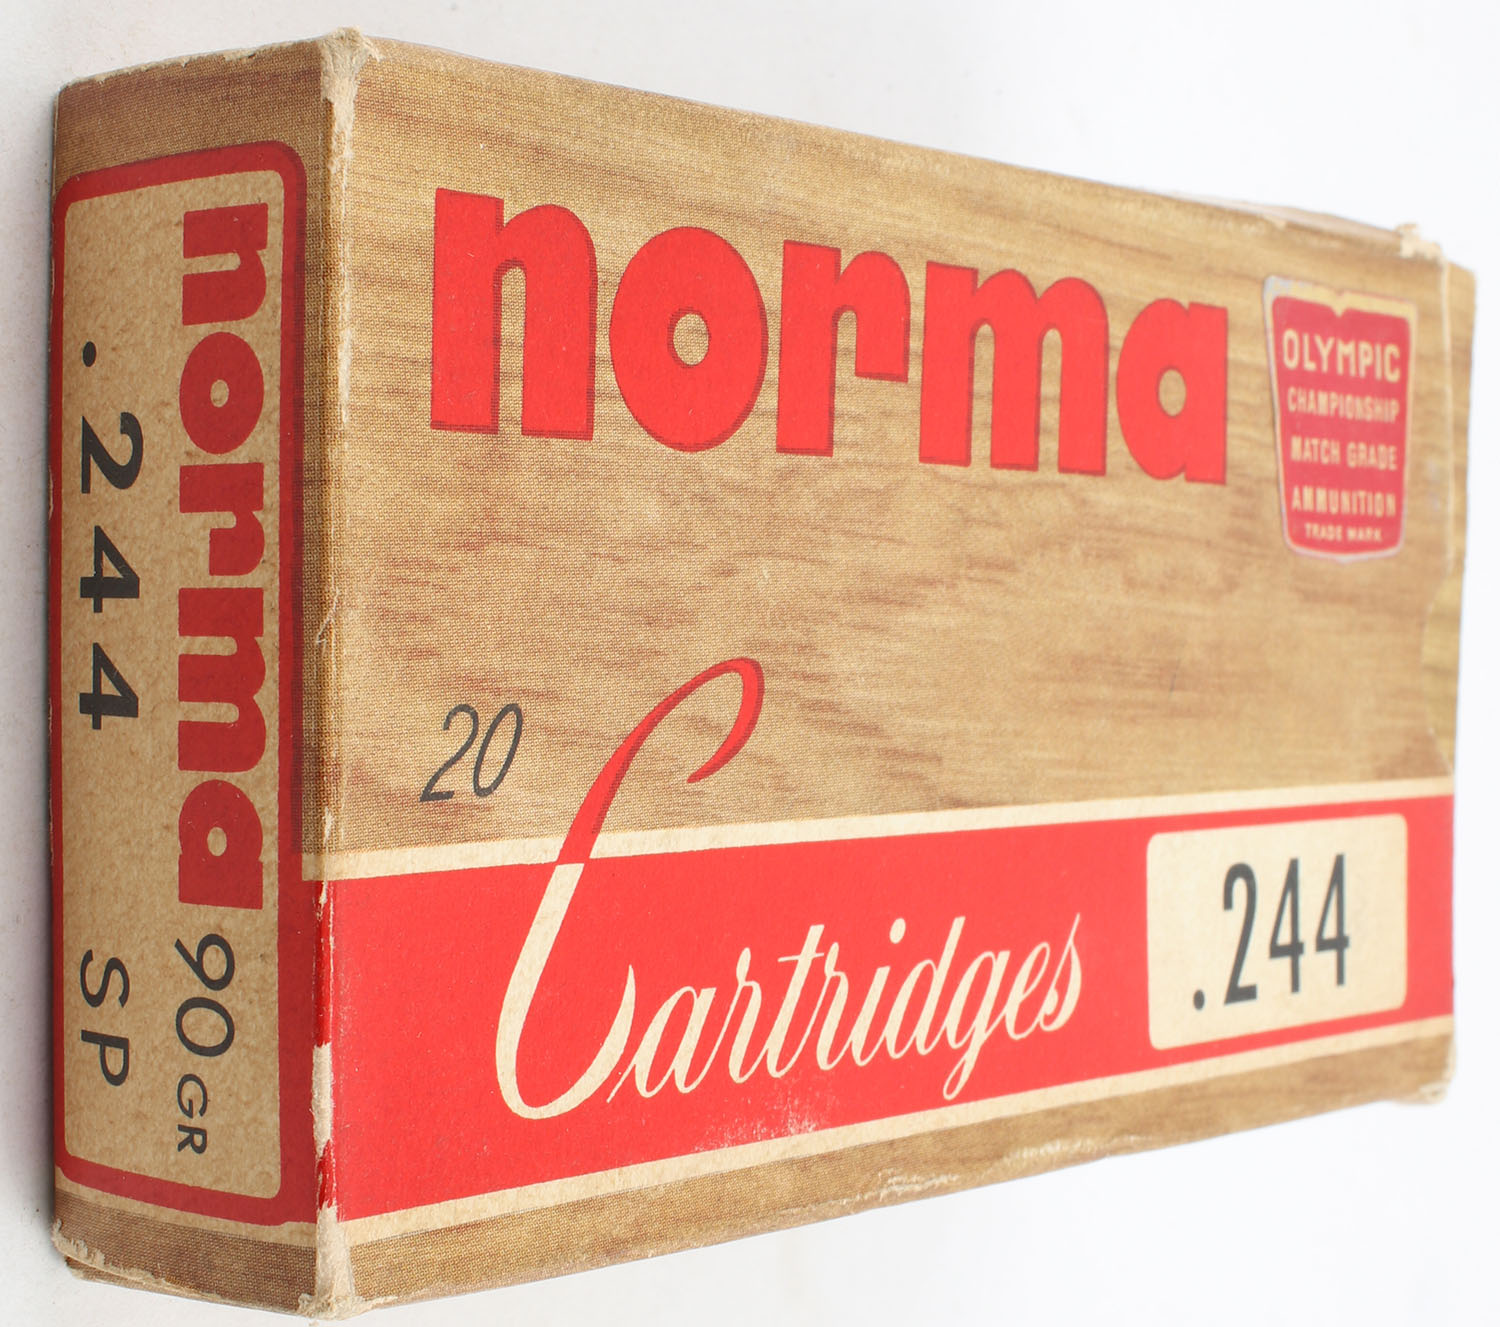 norma
OLYMPIC
CHAMPIONSHIP
MATCH GRADE
AMMUNITION
TRADE MARK
20
Cartridges
.244
norma 90 GR
.244 SP